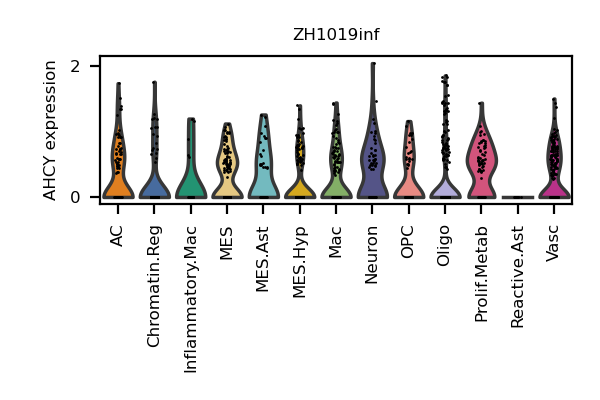 ZH1019inf
AHCY expression
2
0
AC
Chromatin.Reg
Inflammatory.Mac
MES
MES.Ast
MES.Hyp
Mac
Neuron
OPC
Oligo
Prolif.Metab
Reactive.Ast
Vasc